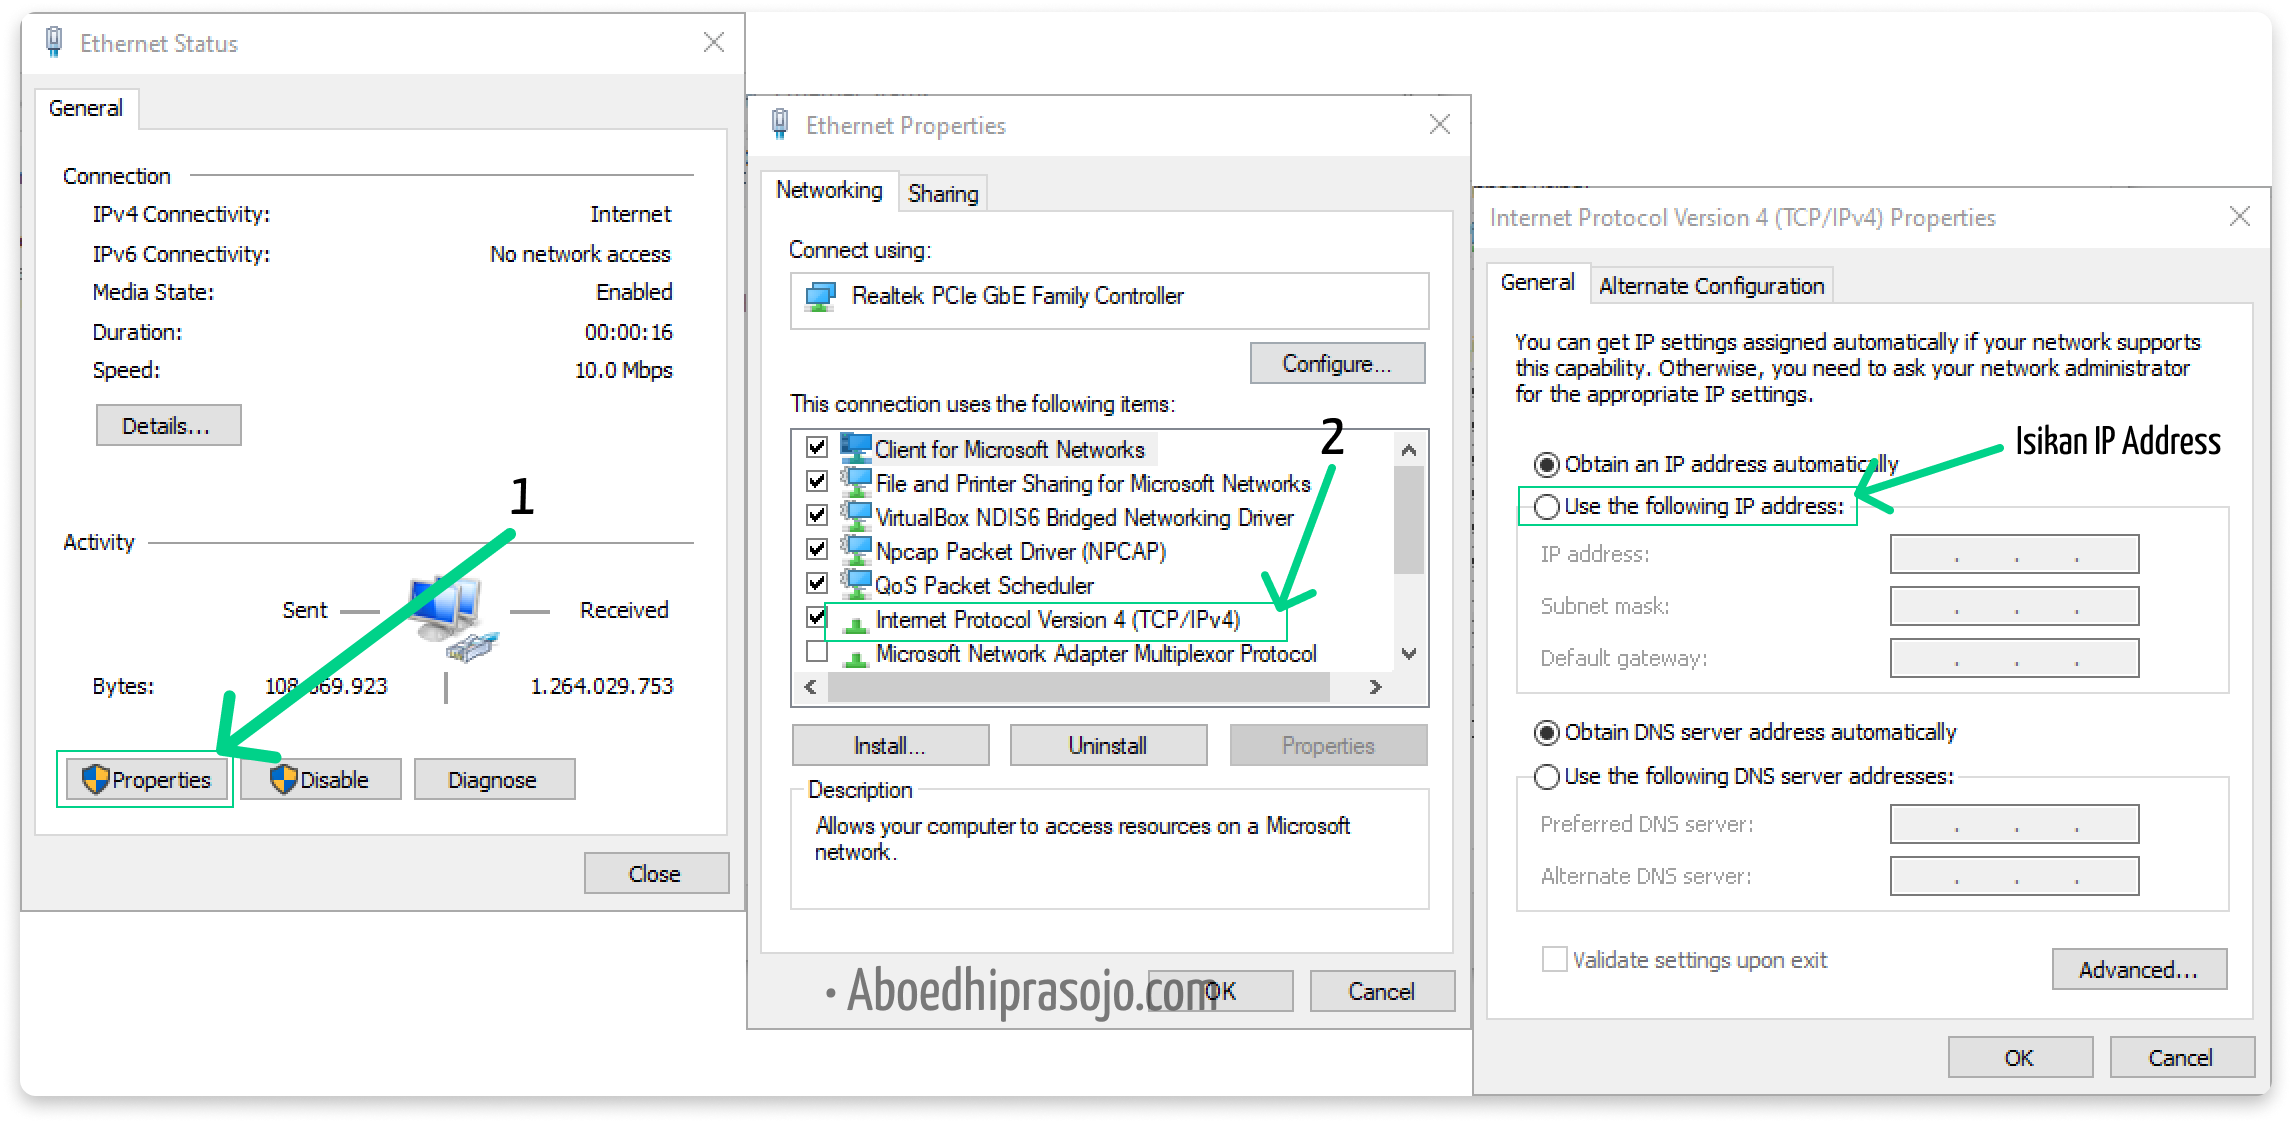 Ethernet Status
General
Connection
IPv4 Connectivity: Internet
IPv6 Connectivity: No network access
Media State: Enabled
Duration: 00:00:16
Speed: 10.0 Mbps
Details...
1
Activity
Sent Received
Bytes: 1.264.029.753
Properties Disable Diagnose
Close
Ethernet Properties
Networking Sharing
Connect using:
Realtek PCIe GbE Family Controller
Configure...
This connection uses the following items:
2
Client for Microsoft Networks
File and Printer Sharing for Microsoft Networks
VirtualBox NDIS6 Bridged Networking Driver
Npcap Packet Driver (NPCAP)
QoS Packet Scheduler
Internet Protocol Version 4 (TCP/IPv4)
Microsoft Network Adapter Multiplexor Protocol
Install... Uninstall Properties
Description
Allows your computer to access resources on a Microsoft
network.
• Aboedhiprasojo.com
OK Cancel
Internet Protocol Version 4 (TCP/IPv4) Properties
General Alternate Configuration
You can get IP settings assigned automatically if your network supports
this capability. Otherwise, you need to ask your network administrator
for the appropriate IP settings.
Isikan IP Address
Obtain an IP address automatically
Use the following IP address:
IP address: . . .
Subnet mask: . . .
Default gateway: . . .
Obtain DNS server address automatically
Use the following DNS server addresses:
Preferred DNS server: . . .
Alternate DNS server: . . .
Validate settings upon exit
Advanced...
OK Cancel